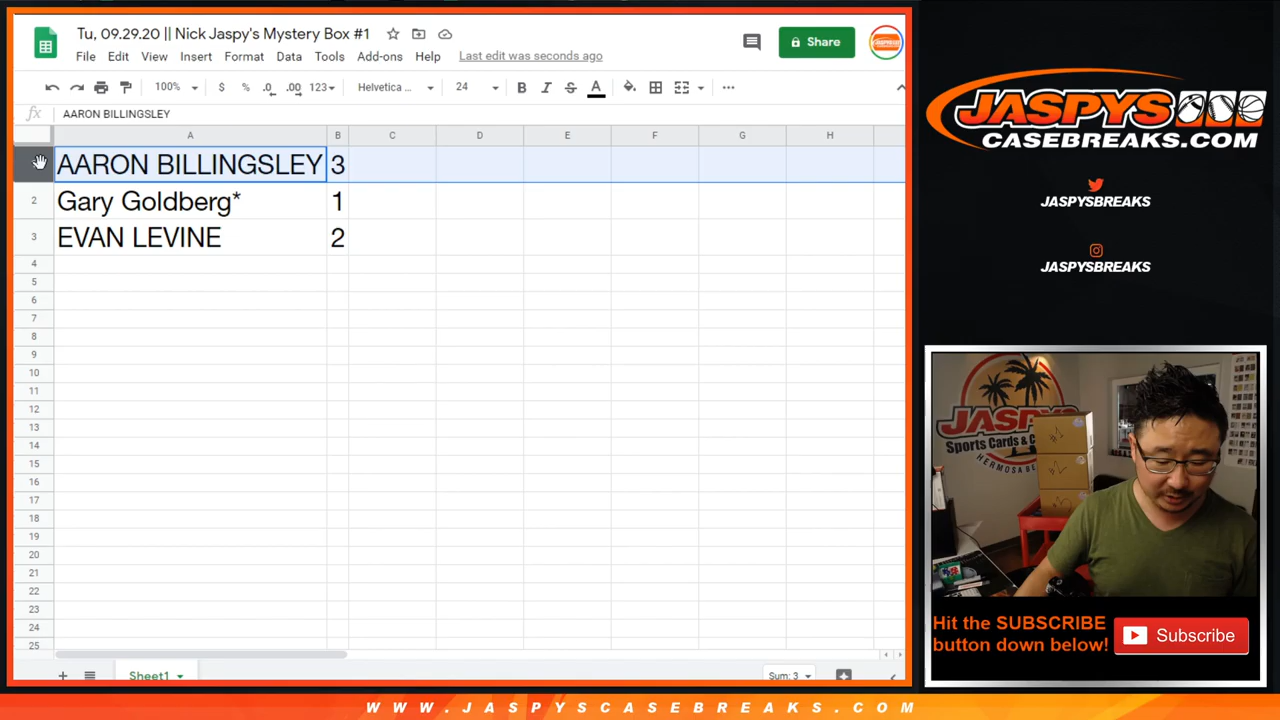 Tu, 09.29.20 || Nick Jaspy's Mystery Box #1
File Edit View Insert Format Data Tools Add-ons Help Last edit was seconds ago
Share
100% $ % .0 .00 123 Helvetica ... 24 B I S A ...
fx AARON BILLINGSLEY
A B C D E F G H
AARON BILLINGSLEY 3
2 Gary Goldberg* 1
3 EVAN LEVINE 2
4
5
6
7
8
9
10
11
12
13
14
15
16
17
18
19
20
21
22
23
24
25
Sheet1
Sum: 3
JASPYS
CASEBREAKS.COM
JASPYSBREAKS
JASPYSBREAKS
JASPYS
Sports Cards &
HERMOSA BE
#1
#2
#3
Hit the SUBSCRIBE
button down below!
Subscribe
WWW.JASPYSCASEBREAKS.COM